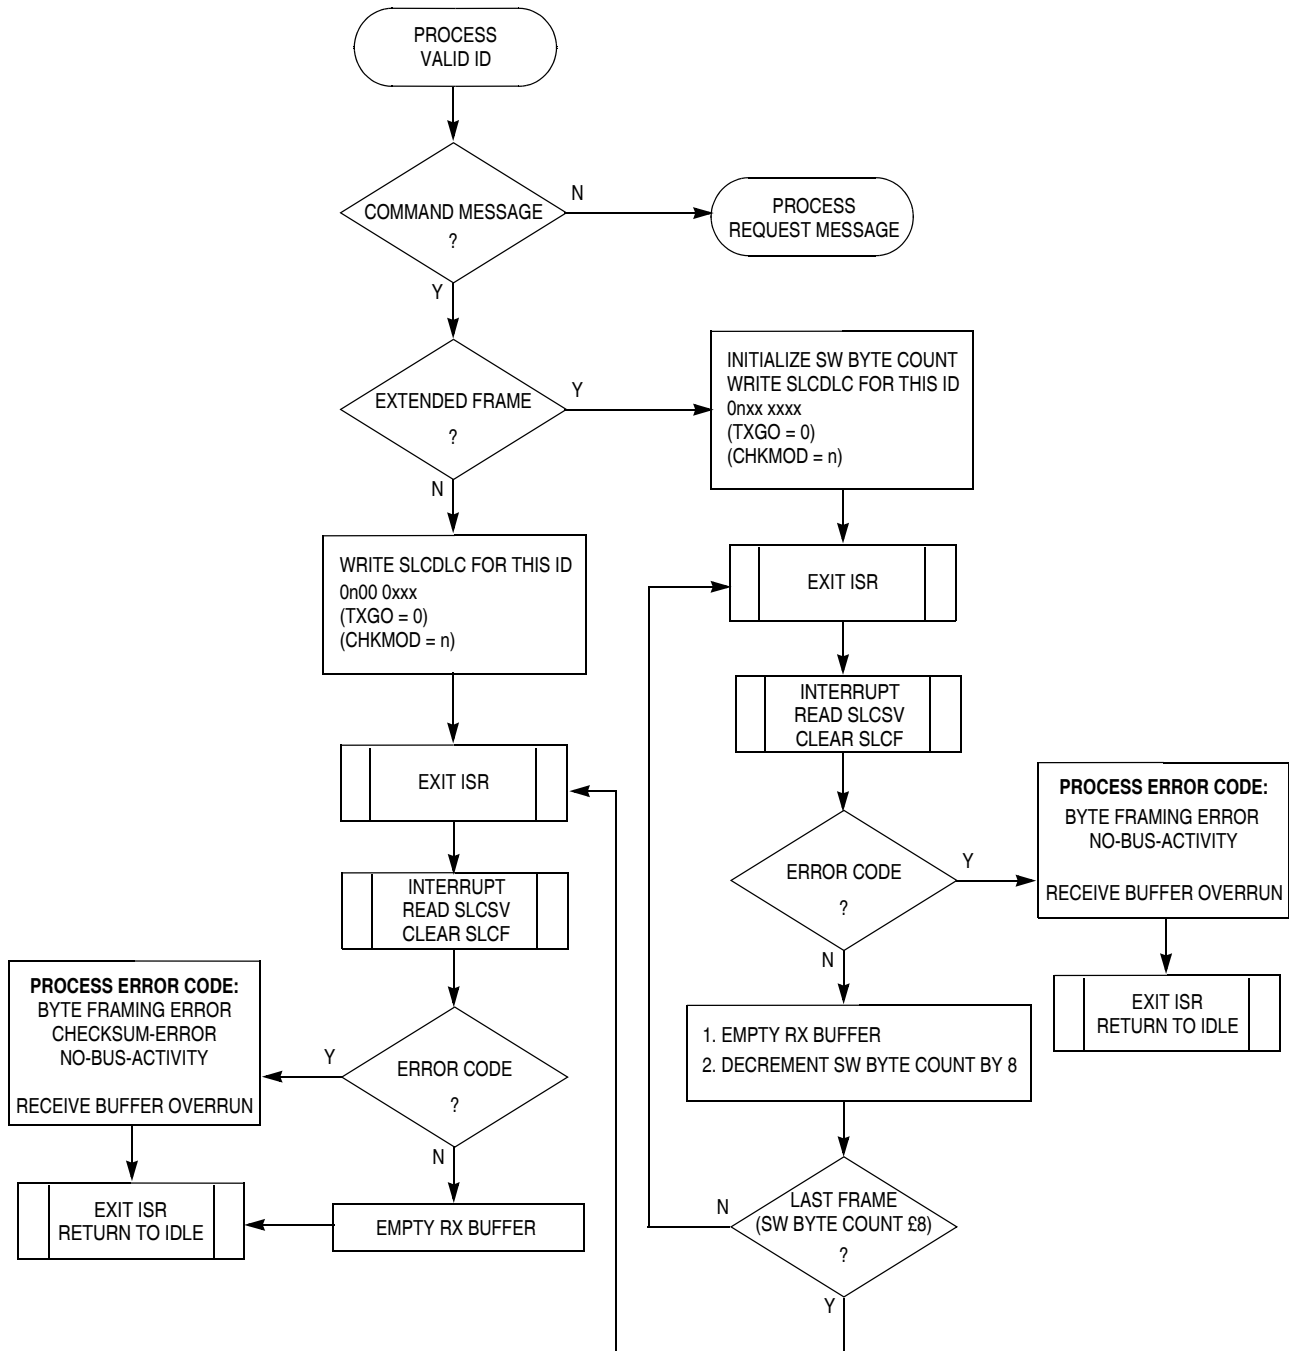 PROCESS
VALID ID
COMMAND MESSAGE
?
N
PROCESS
REQUEST MESSAGE
Y
EXTENDED FRAME
?
Y
INITIALIZE SW BYTE COUNT
WRITE SLCDLC FOR THIS ID
0nxx xxxx
(TXGO = 0)
(CHKMOD = n)
N
WRITE SLCDLC FOR THIS ID
0n00 0xxx
(TXGO = 0)
(CHKMOD = n)
EXIT ISR
INTERRUPT
READ SLCSV
CLEAR SLCF
ERROR CODE
?
Y
PROCESS ERROR CODE:
BYTE FRAMING ERROR
NO-BUS-ACTIVITY
RECEIVE BUFFER OVERRUN
EXIT ISR
RETURN TO IDLE
N
1. EMPTY RX BUFFER
2. DECREMENT SW BYTE COUNT BY 8
LAST FRAME
(SW BYTE COUNT £8)
?
N
Y
EXIT ISR
INTERRUPT
READ SLCSV
CLEAR SLCF
ERROR CODE
?
Y
PROCESS ERROR CODE:
BYTE FRAMING ERROR
CHECKSUM-ERROR
NO-BUS-ACTIVITY
RECEIVE BUFFER OVERRUN
N
EMPTY RX BUFFER
EXIT ISR
RETURN TO IDLE